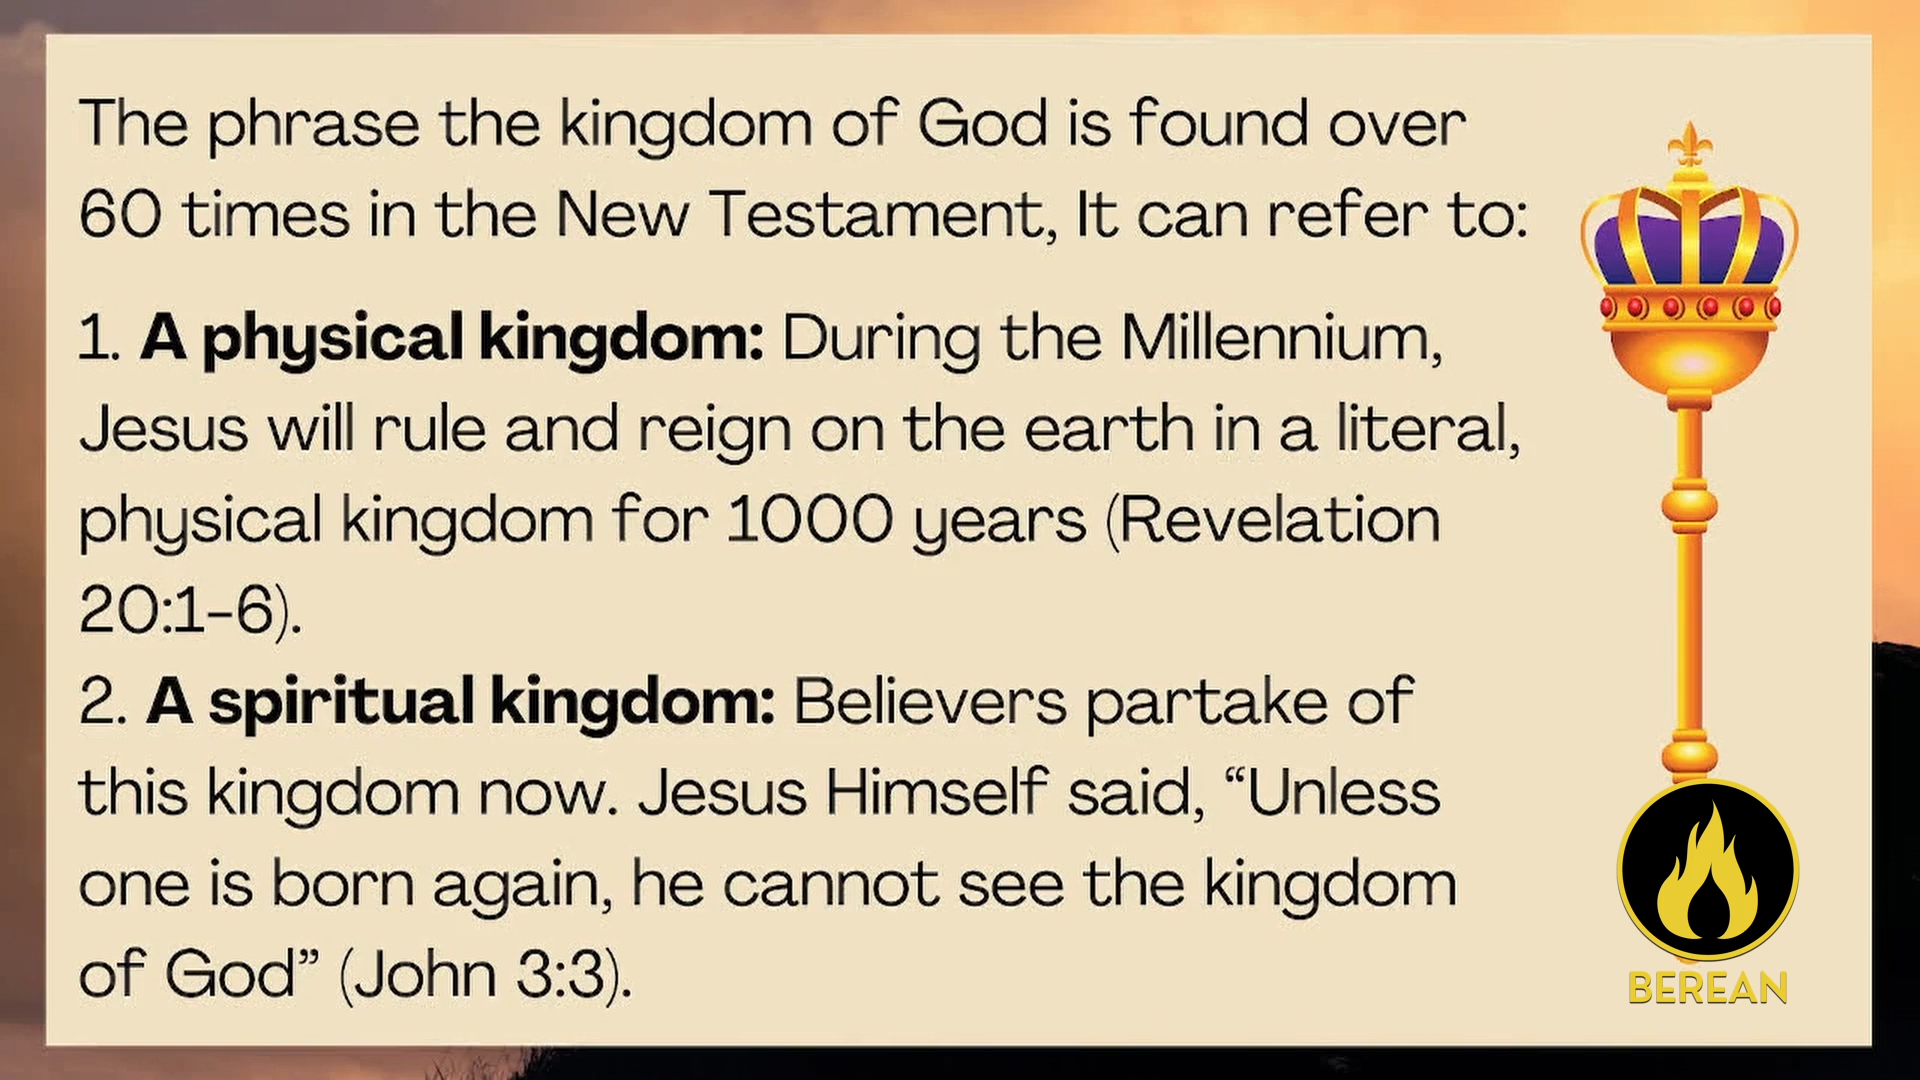 The phrase the kingdom of God is found over
60 times in the New Testament, It can refer to:
1. A physical kingdom: During the Millennium,
Jesus will rule and reign on the earth in a literal,
physical kingdom for 1000 years (Revelation
20:1–6).
2. A spiritual kingdom: Believers partake of
this kingdom now. Jesus Himself said, “Unless
one is born again, he cannot see the kingdom
of God” (John 3:3).
BEREAN